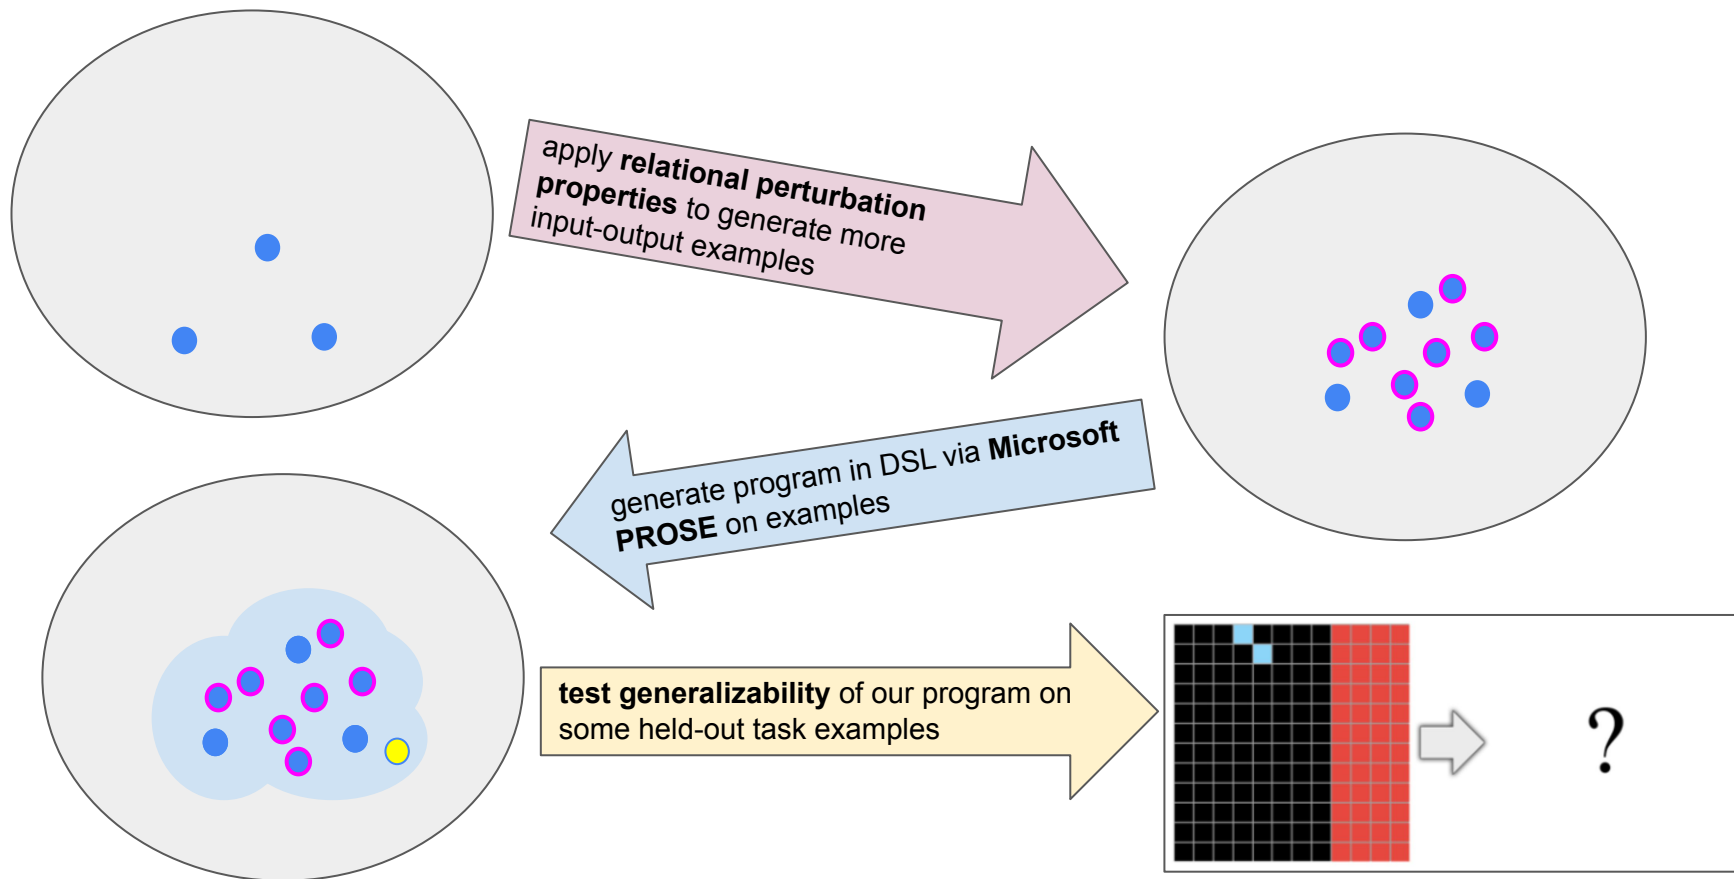 apply relational perturbation
properties to generate more
input-output examples
generate program in DSL via Microsoft
PROSE on examples
test generalizability of our program on
some held-out task examples
?